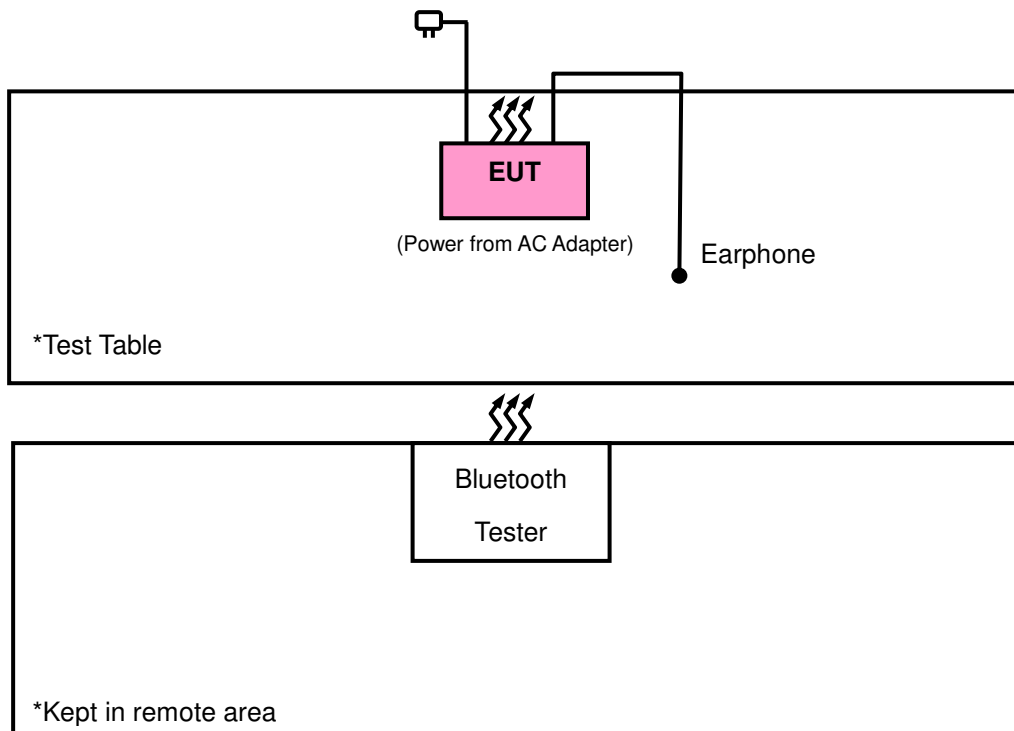 EUT
(Power from AC Adapter)
Earphone
*Test Table
Bluetooth
Tester
*Kept in remote area